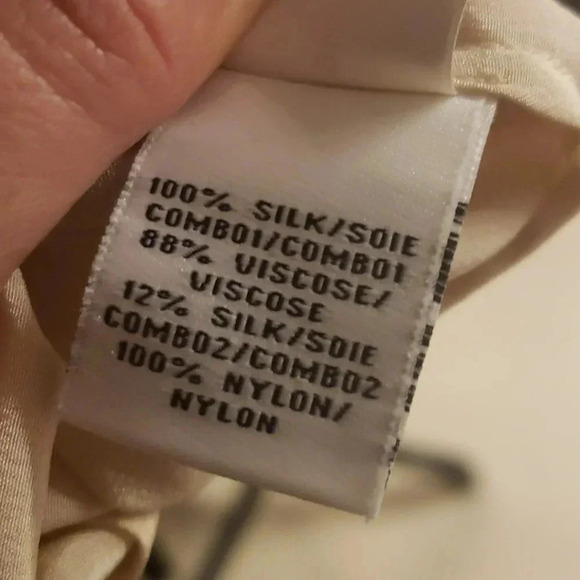 100% SILK/SOIE
COMBO1/COMBO1
88% VISCOSE/
VISCOSE
12% SILK/SOIE
COMBO2/COMBO2
100% NYLON/
NYLON